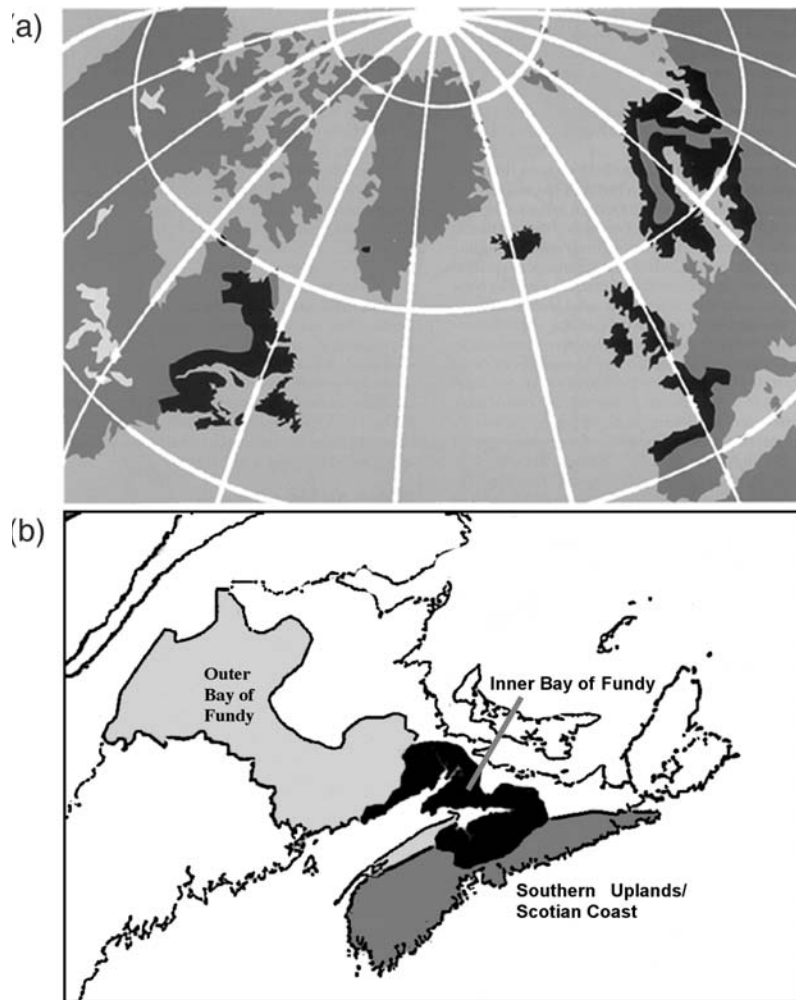 (a)
(b)
Outer
Bay of
Fundy
Inner Bay of Fundy
Southern Uplands/
Scotian Coast